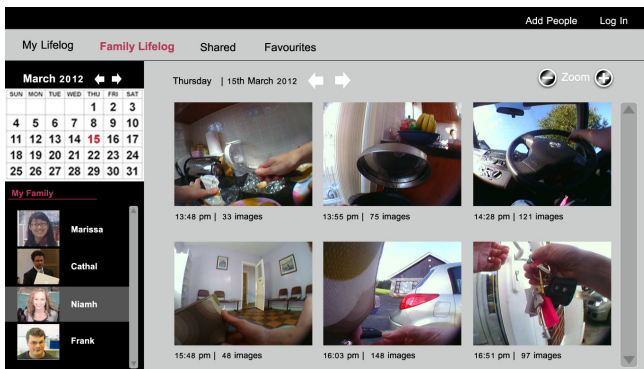 Add People Log In
My Lifelog Family Lifelog Shared Favourites
March 2012
SUN MON TUE WED THU FRI SAT
1 2 3
4 5 6 7 8 9 10
11 12 13 14 15 16 17
18 19 20 21 22 23 24
25 26 27 28 29 30 31
My Family
Marissa
Cathal
Niamh
Frank
Thursday | 15th March 2012
Zoom
13:48 pm | 33 images
13:55 pm | 75 images
14:28 pm | 121 images
15:48 pm | 48 images
16:03 pm | 148 images
16:51 pm | 97 images